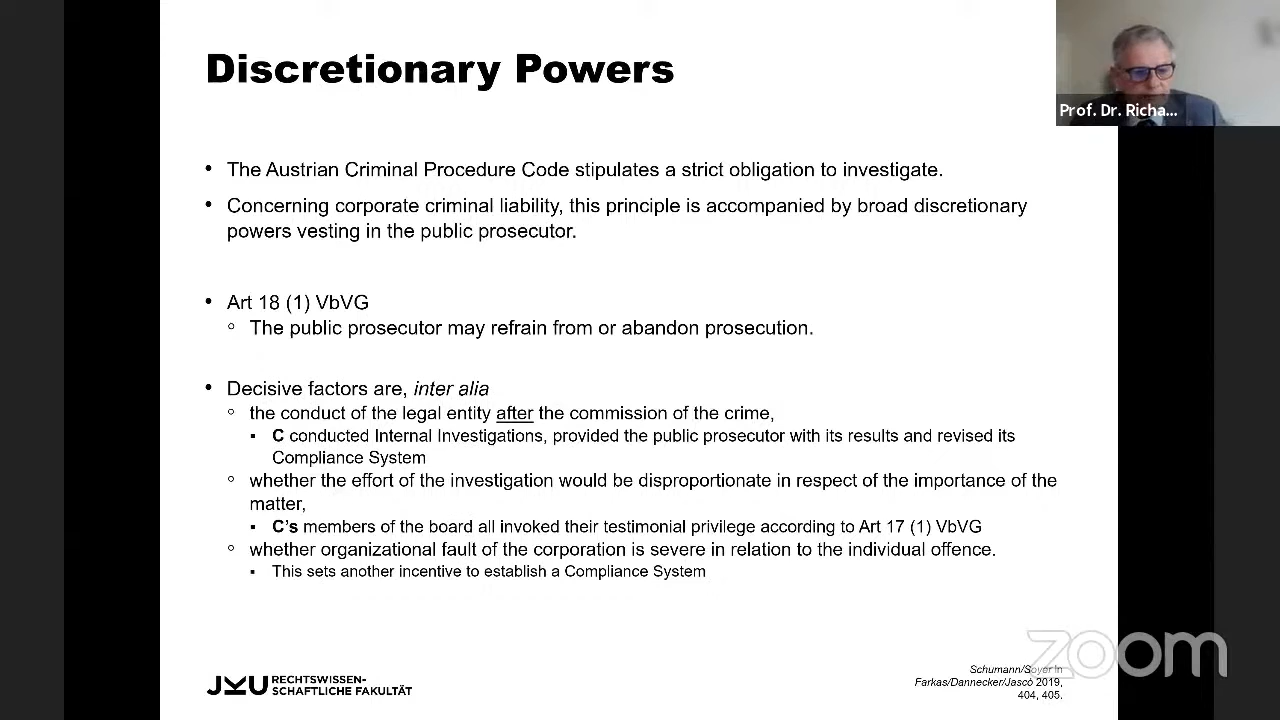 Discretionary Powers
Prof. Dr. Richa...
• The Austrian Criminal Procedure Code stipulates a strict obligation to investigate.
• Concerning corporate criminal liability, this principle is accompanied by broad discretionary
powers vesting in the public prosecutor.
• Art 18 (1) VbVG
○ The public prosecutor may refrain from or abandon prosecution.
• Decisive factors are, inter alia
○ the conduct of the legal entity after the commission of the crime,
▪ C conducted Internal Investigations, provided the public prosecutor with its results and revised its
Compliance System
○ whether the effort of the investigation would be disproportionate in respect of the importance of the
matter,
▪ C's members of the board all invoked their testimonial privilege according to Art 17 (1) VbVG
○ whether organizational fault of the corporation is severe in relation to the individual offence.
▪ This sets another incentive to establish a Compliance System
zoom
Schumann/Soyer in
Farkas/Dannecker/Jascó 2019,
404, 405.
JKU RECHTSWISSEN-
SCHAFTLICHE FAKULTÄT